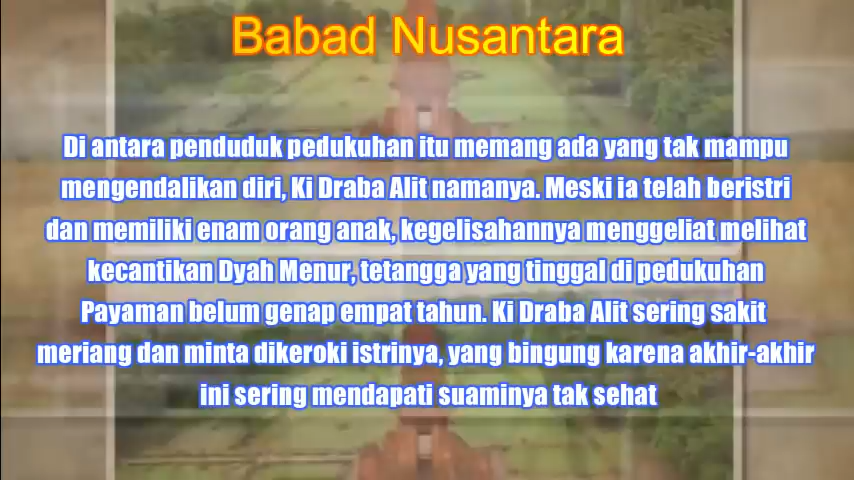 Babad Nusantara
Di antara penduduk pedukuhan itu memang ada yang tak mampu
mengendalikan diri, Ki Draba Alit namanya. Meski ia telah beristri
dan memiliki enam orang anak, kegelisahannya menggeliat melihat
kecantikan Dyah Menur, tetangga yang tinggal di pedukuhan
Payaman belum genap empat tahun. Ki Draba Alit sering sakit
meriang dan minta dikeroki istrinya, yang bingung karena akhir-akhir
ini sering mendapati suaminya tak sehat